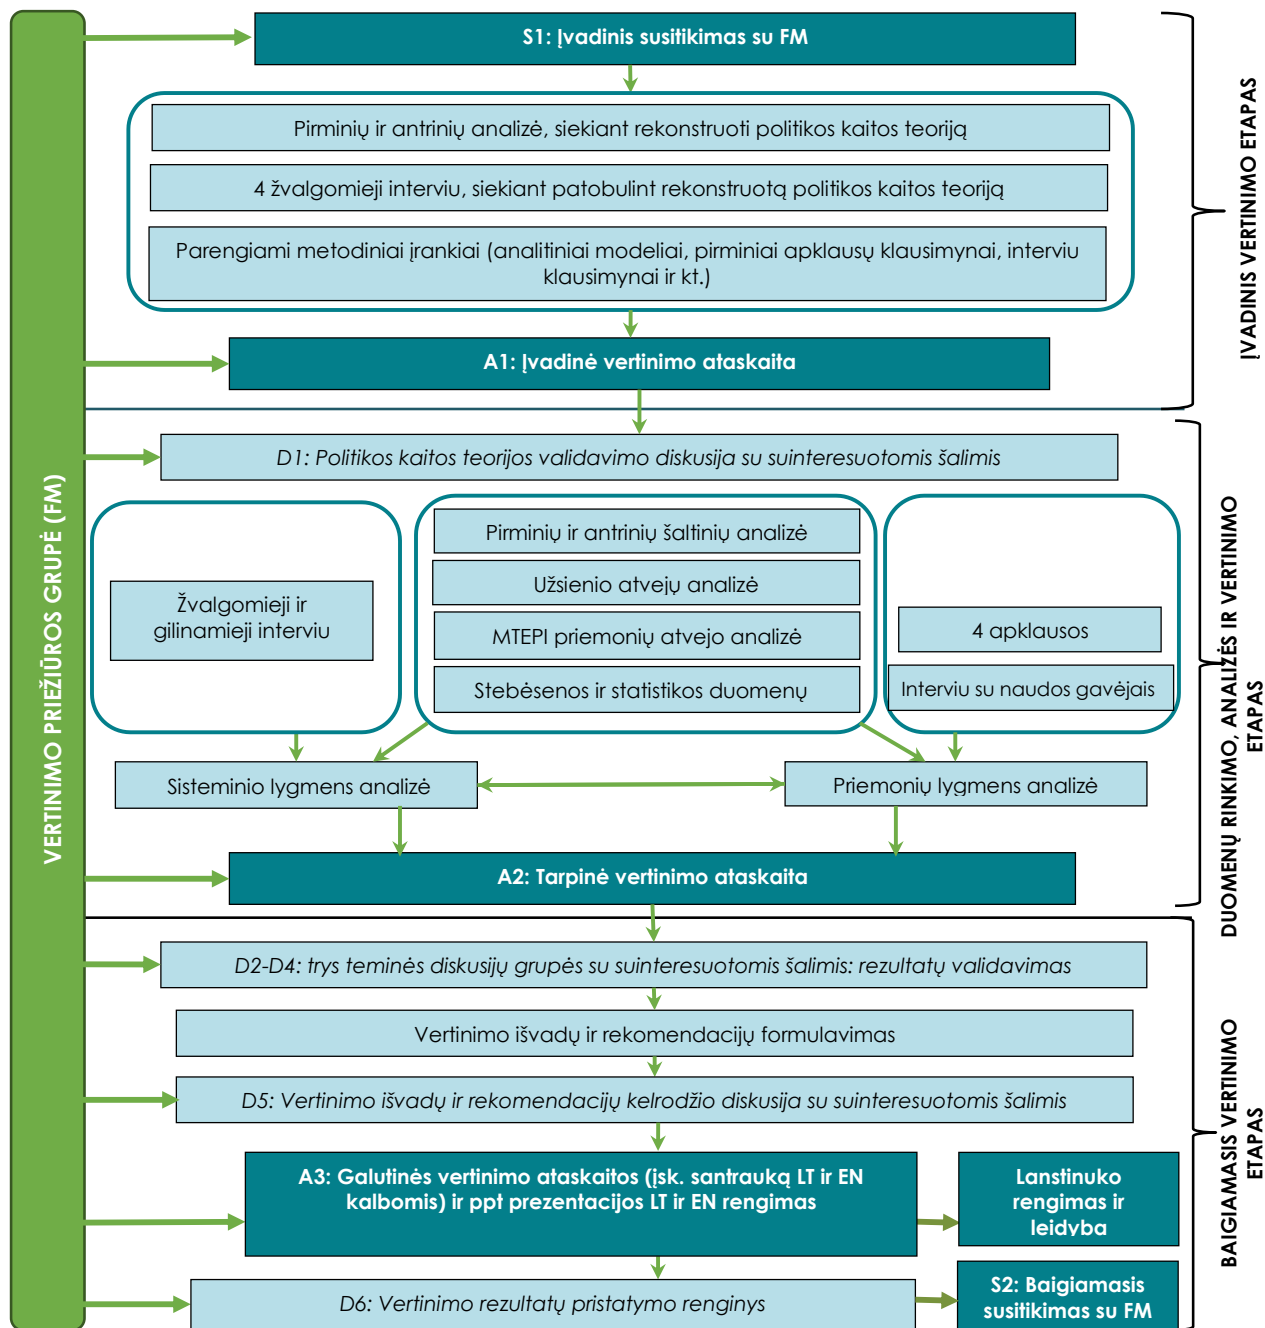 VERTINIMO PRIEŽIŪROS GRUPĖ (FM)
S1: Įvadinis susitikimas su FM
Pirminių ir antrinių analizė, siekiant rekonstruoti politikos kaitos teoriją
4 žvalgomieji interviu, siekiant patobulint rekonstruotą politikos kaitos teoriją
Parengiami metodiniai įrankiai (analitiniai modeliai, pirminiai apklausų klausimynai, interviu
klausimynai ir kt.)
A1: Įvadinė vertinimo ataskaita
ĮVADINIS VERTINIMO ETAPAS
D1: Politikos kaitos teorijos validavimo diskusija su suinteresuotomis šalimis
Žvalgomieji ir
gilinamieji interviu
Pirminių ir antrinių šaltinių analizė
Užsienio atvejų analizė
MTEPI priemonių atvejo analizė
Stebėsenos ir statistikos duomenų
4 apklausos
Interviu su naudos gavėjais
Sisteminio lygmens analizė
Priemonių lygmens analizė
A2: Tarpinė vertinimo ataskaita
DUOMENŲ RINKIMO, ANALIZĖS IR VERTINIMO
ETAPAS
D2-D4: trys teminės diskusijų grupės su suinteresuotomis šalimis: rezultatų validavimas
Vertinimo išvadų ir rekomendacijų formulavimas
D5: Vertinimo išvadų ir rekomendacijų kelrodžio diskusija su suinteresuotomis šalimis
A3: Galutinės vertinimo ataskaitos (įsk. santrauką LT ir EN
kalbomis) ir ppt prezentacijos LT ir EN rengimas
Lanstinuko
rengimas ir
leidyba
D6: Vertinimo rezultatų pristatymo renginys
S2: Baigiamasis
susitikimas su FM
BAIGIAMASIS VERTINIMO
ETAPAS